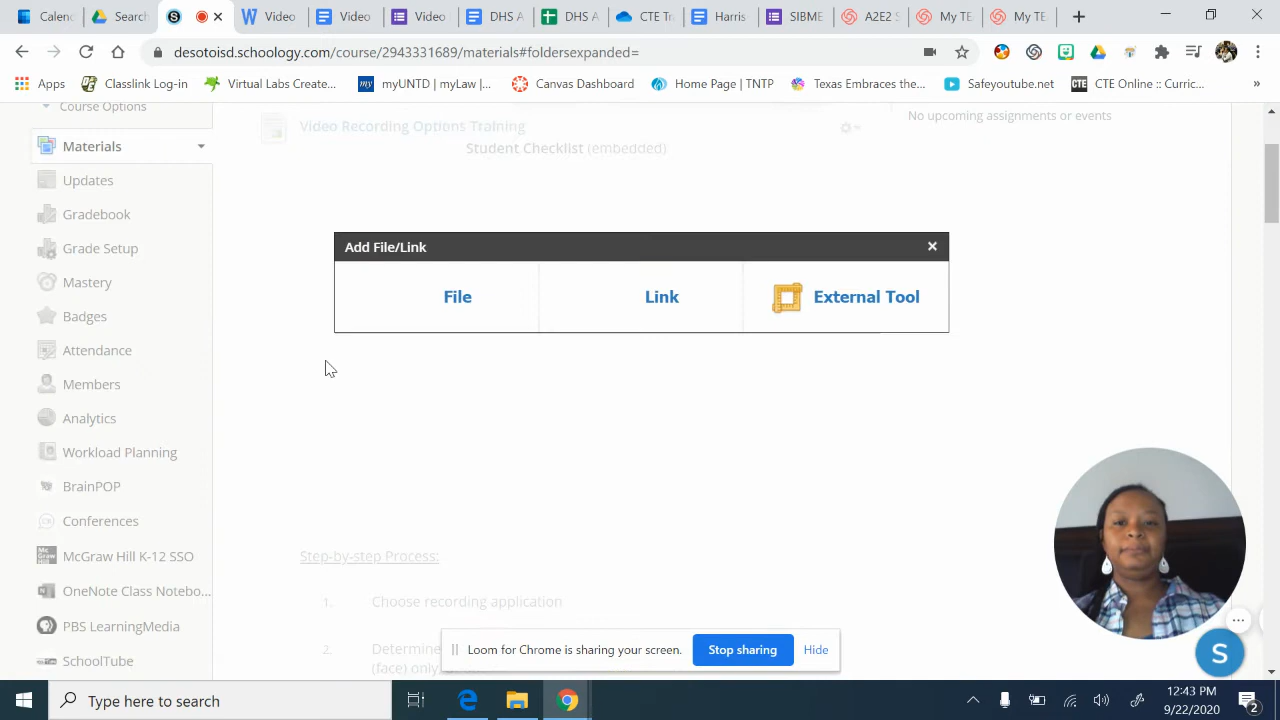 Calen
Search
Video
Video
Video
DHS A
DHS A
CTE To
Harris
SIBME
A2E2 S
My TE
My TE
desotoisd.schoology.com/course/2943331689/materials#foldersexpanded=
Apps
Classlink Log-in
Virtual Labs Create...
my myUNTD | myLaw |...
Canvas Dashboard
Home Page | TNTP
Texas Embraces the...
Safeyoutube.net
CTE CTE Online :: Curric...
»
Course Options
Materials
Updates
Gradebook
Grade Setup
Mastery
Badges
Attendance
Members
Analytics
Workload Planning
BrainPOP
Conferences
McGraw Hill K-12 SSO
OneNote Class Notebo...
PBS LearningMedia
SchoolTube
Video Recording Options Training
Student Checklist (embedded)
No upcoming assignments or events
Add File/Link
File
Link
External Tool
Step-by-step Process:
1. Choose recording application
2. Determine
(face) only
Loom for Chrome is sharing your screen.
Stop sharing
Hide
S
Type here to search
12:43 PM
9/22/2020
2